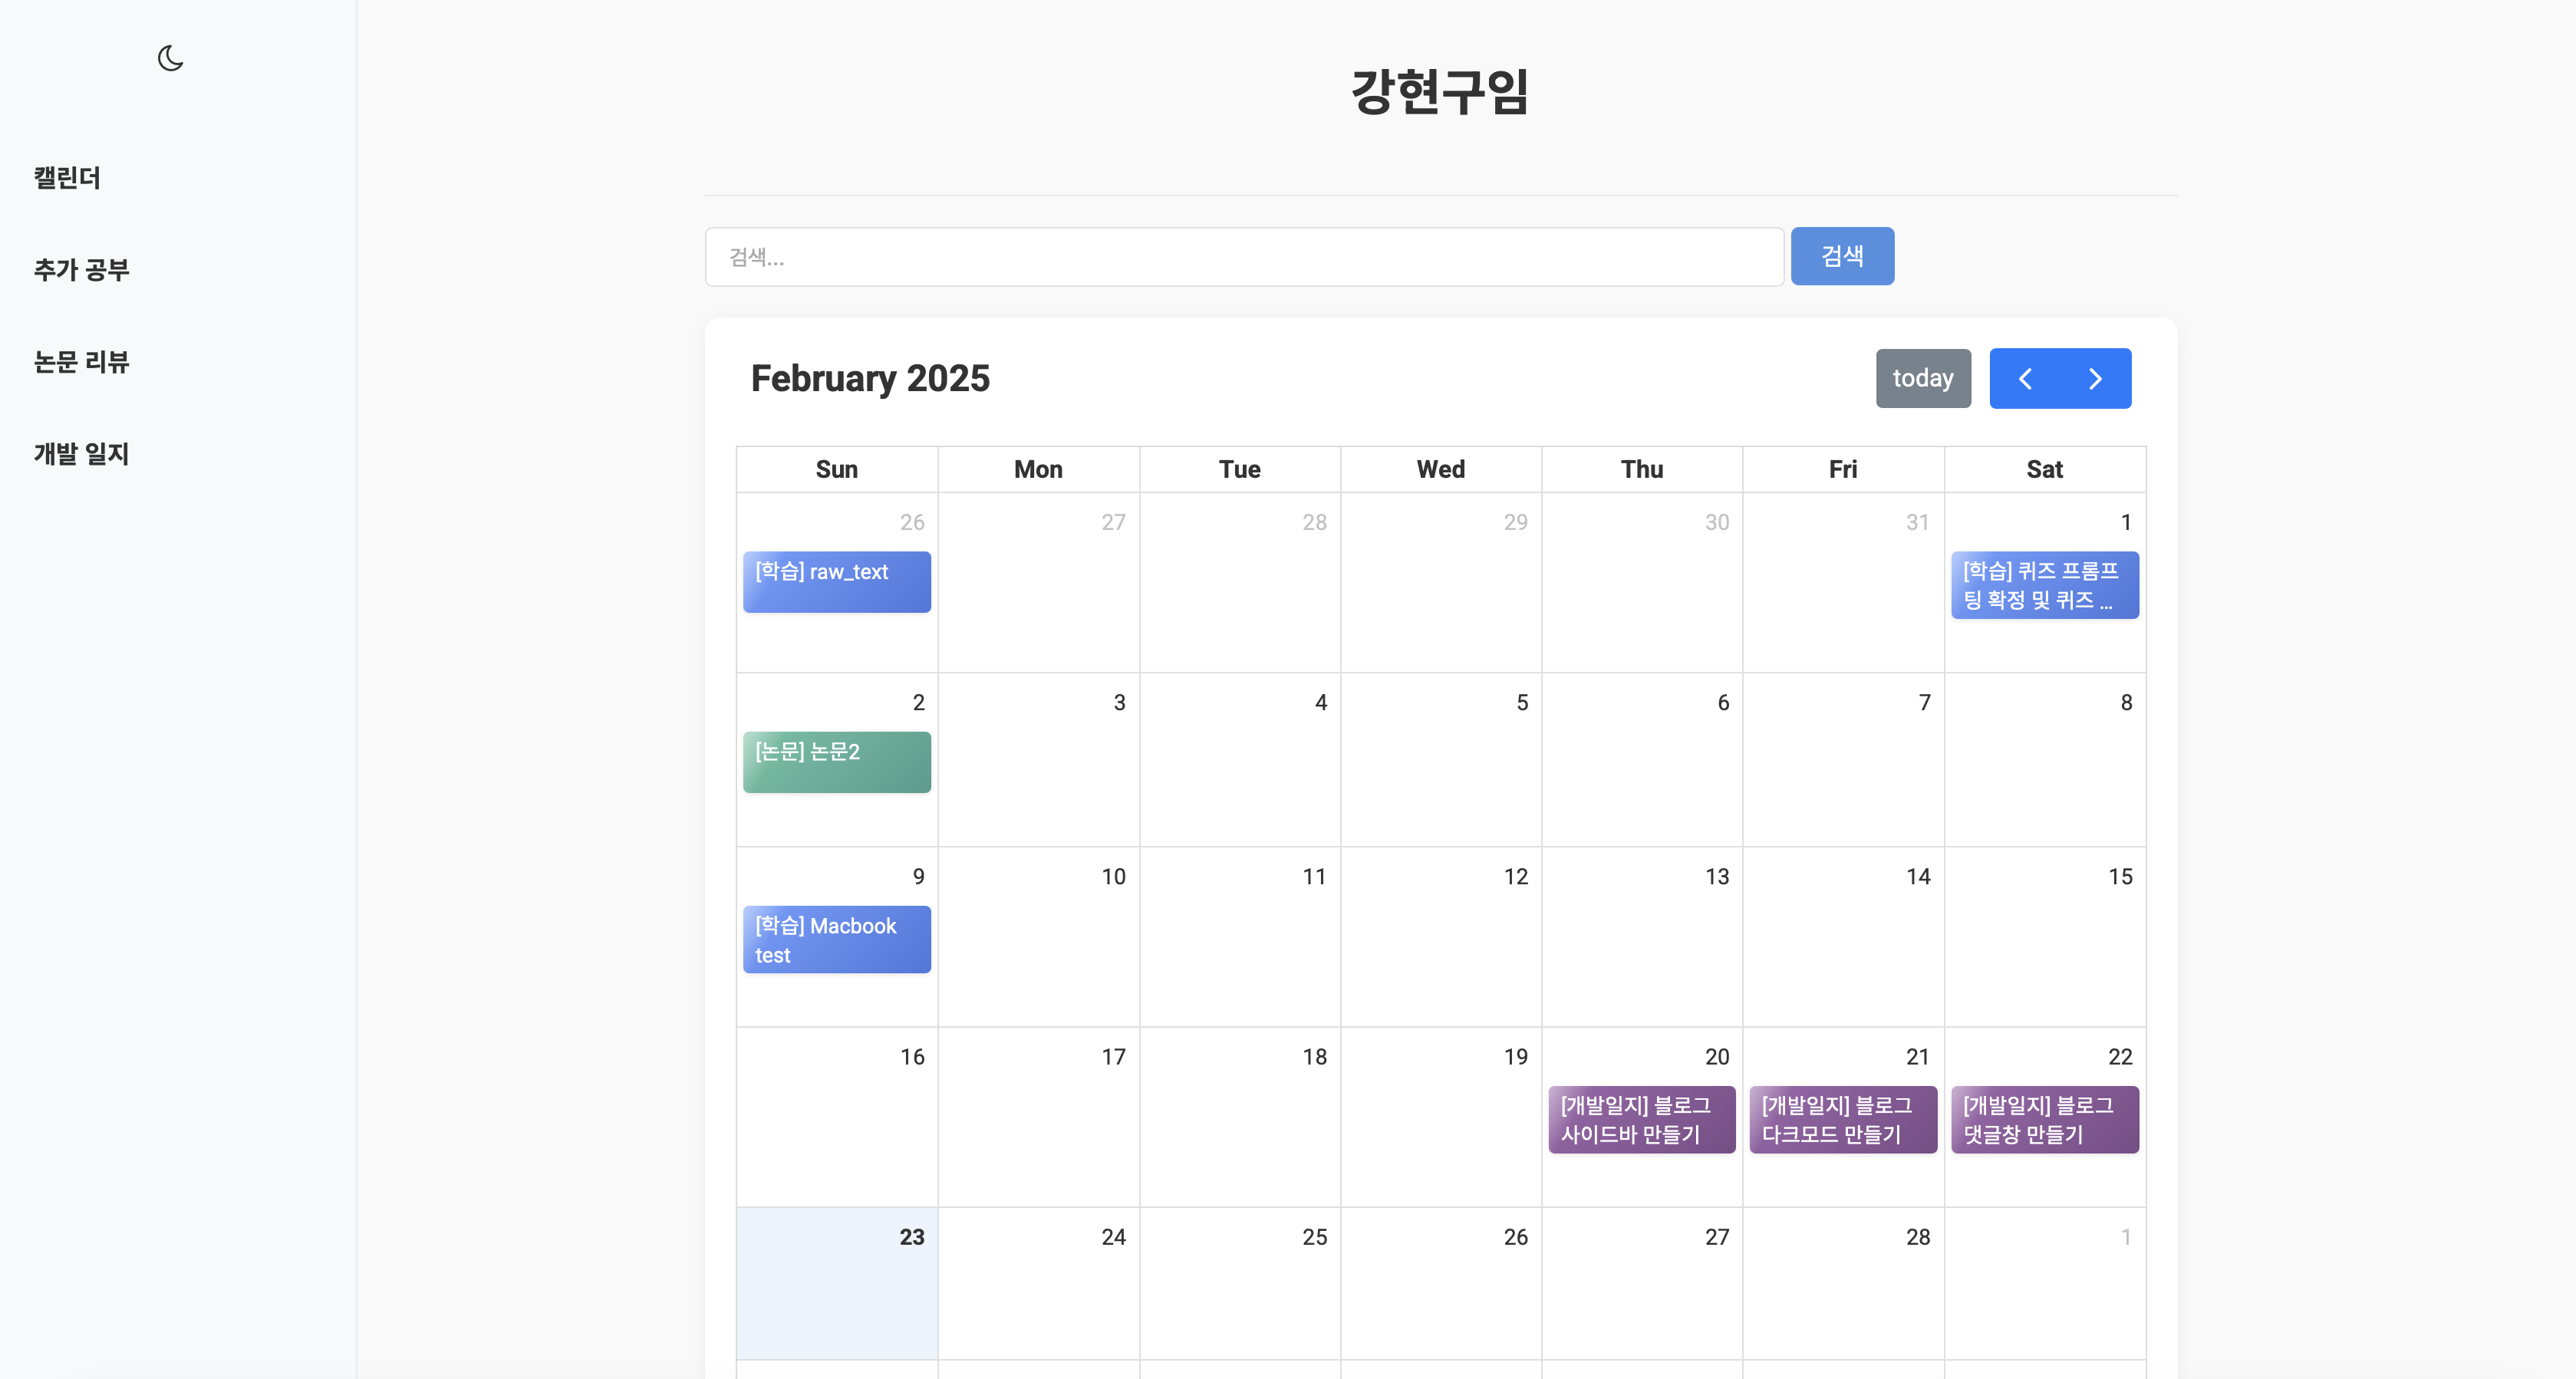 강현구임
캘린더
추가 공부
논문 리뷰
개발 일지
검색...
검색
February 2025
today
Sun Mon Tue Wed Thu Fri Sat
26 27 28 29 30 31 1
[학습] raw_text
[학습] 퀴즈 프롬프
팅 확정 및 퀴즈 ...
2 3 4 5 6 7 8
[논문] 논문2
9 10 11 12 13 14 15
[학습] Macbook
test
16 17 18 19 20 21 22
[개발일지] 블로그
사이드바 만들기
[개발일지] 블로그
다크모드 만들기
[개발일지] 블로그
댓글창 만들기
23 24 25 26 27 28 1